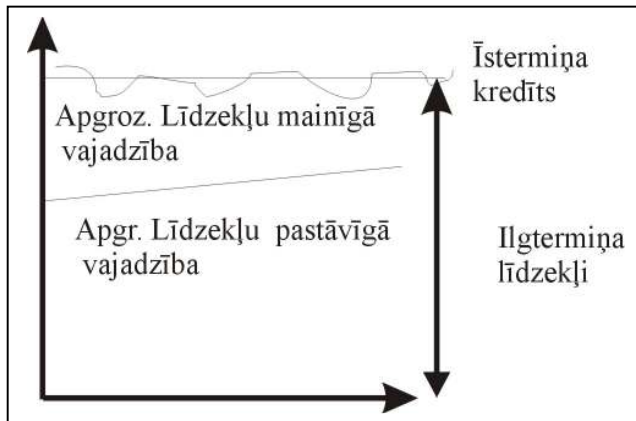 Īstermiņa
kredīts
Apgroz. Līdzekļu mainīgā
vajadzība
Apgr. Līdzekļu pastāvīgā
vajadzība
Ilgtermiņa
līdzekļi